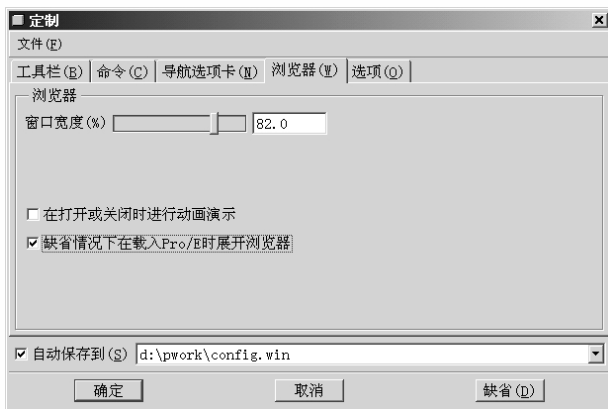 定制
文件(F)
工具栏(B) 命令(C) 导航选项卡(N) 浏览器(W) 选项(O)
浏览器
窗口宽度(%) 82.0
在打开或关闭时进行动画演示
缺省情况下在载入Pro/E时展开浏览器
自动保存到(S) d:\pwork\config.win
确定 取消 缺省(D)